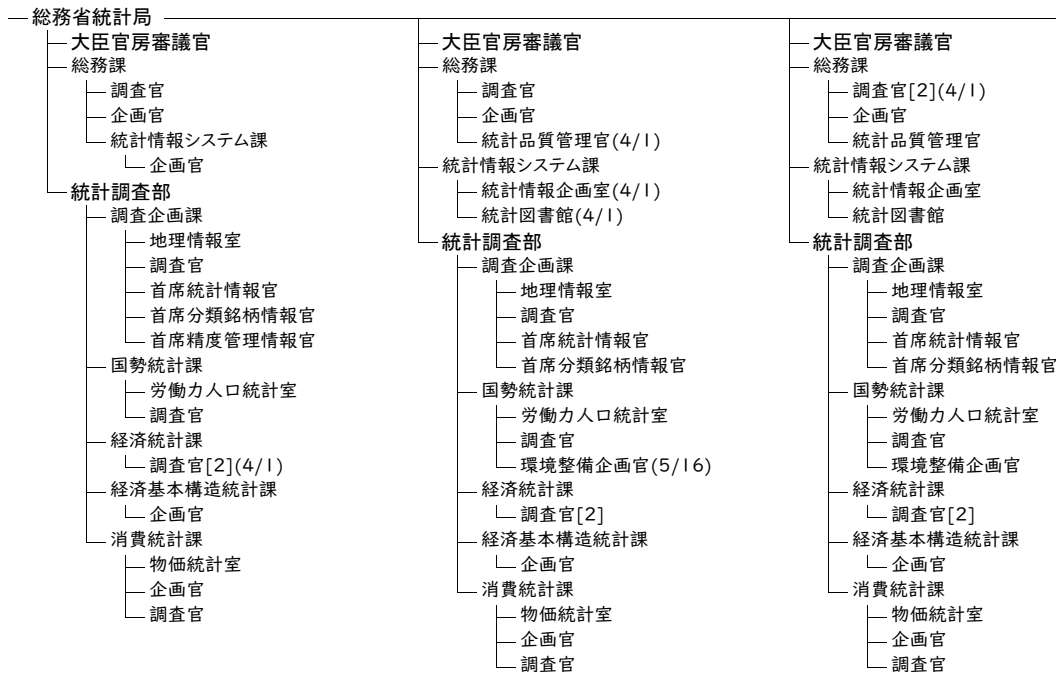 総務省統計局
大臣官房審議官
総務課
調査官
企画官
統計情報システム課
企画官
統計調査部
調査企画課
地理情報室
調査官
首席統計情報官
首席分類銘柄情報官
首席精度管理情報官
国勢統計課
労働力人口統計室
調査官
経済統計課
調査官[2](4/1)
経済基本構造統計課
企画官
消費統計課
物価統計室
企画官
調査官
大臣官房審議官
総務課
調査官
企画官
統計品質管理官(4/1)
統計情報システム課
統計情報企画室(4/1)
統計図書館(4/1)
統計調査部
調査企画課
地理情報室
調査官
首席統計情報官
首席分類銘柄情報官
国勢統計課
労働力人口統計室
調査官
環境整備企画官(5/16)
経済統計課
調査官[2]
経済基本構造統計課
企画官
消費統計課
物価統計室
企画官
調査官
大臣官房審議官
総務課
調査官[2](4/1)
企画官
統計品質管理官
統計情報システム課
統計情報企画室
統計図書館
統計調査部
調査企画課
地理情報室
調査官
首席統計情報官
首席分類銘柄情報官
国勢統計課
労働力人口統計室
調査官
環境整備企画官
経済統計課
調査官[2]
経済基本構造統計課
企画官
消費統計課
物価統計室
企画官
調査官